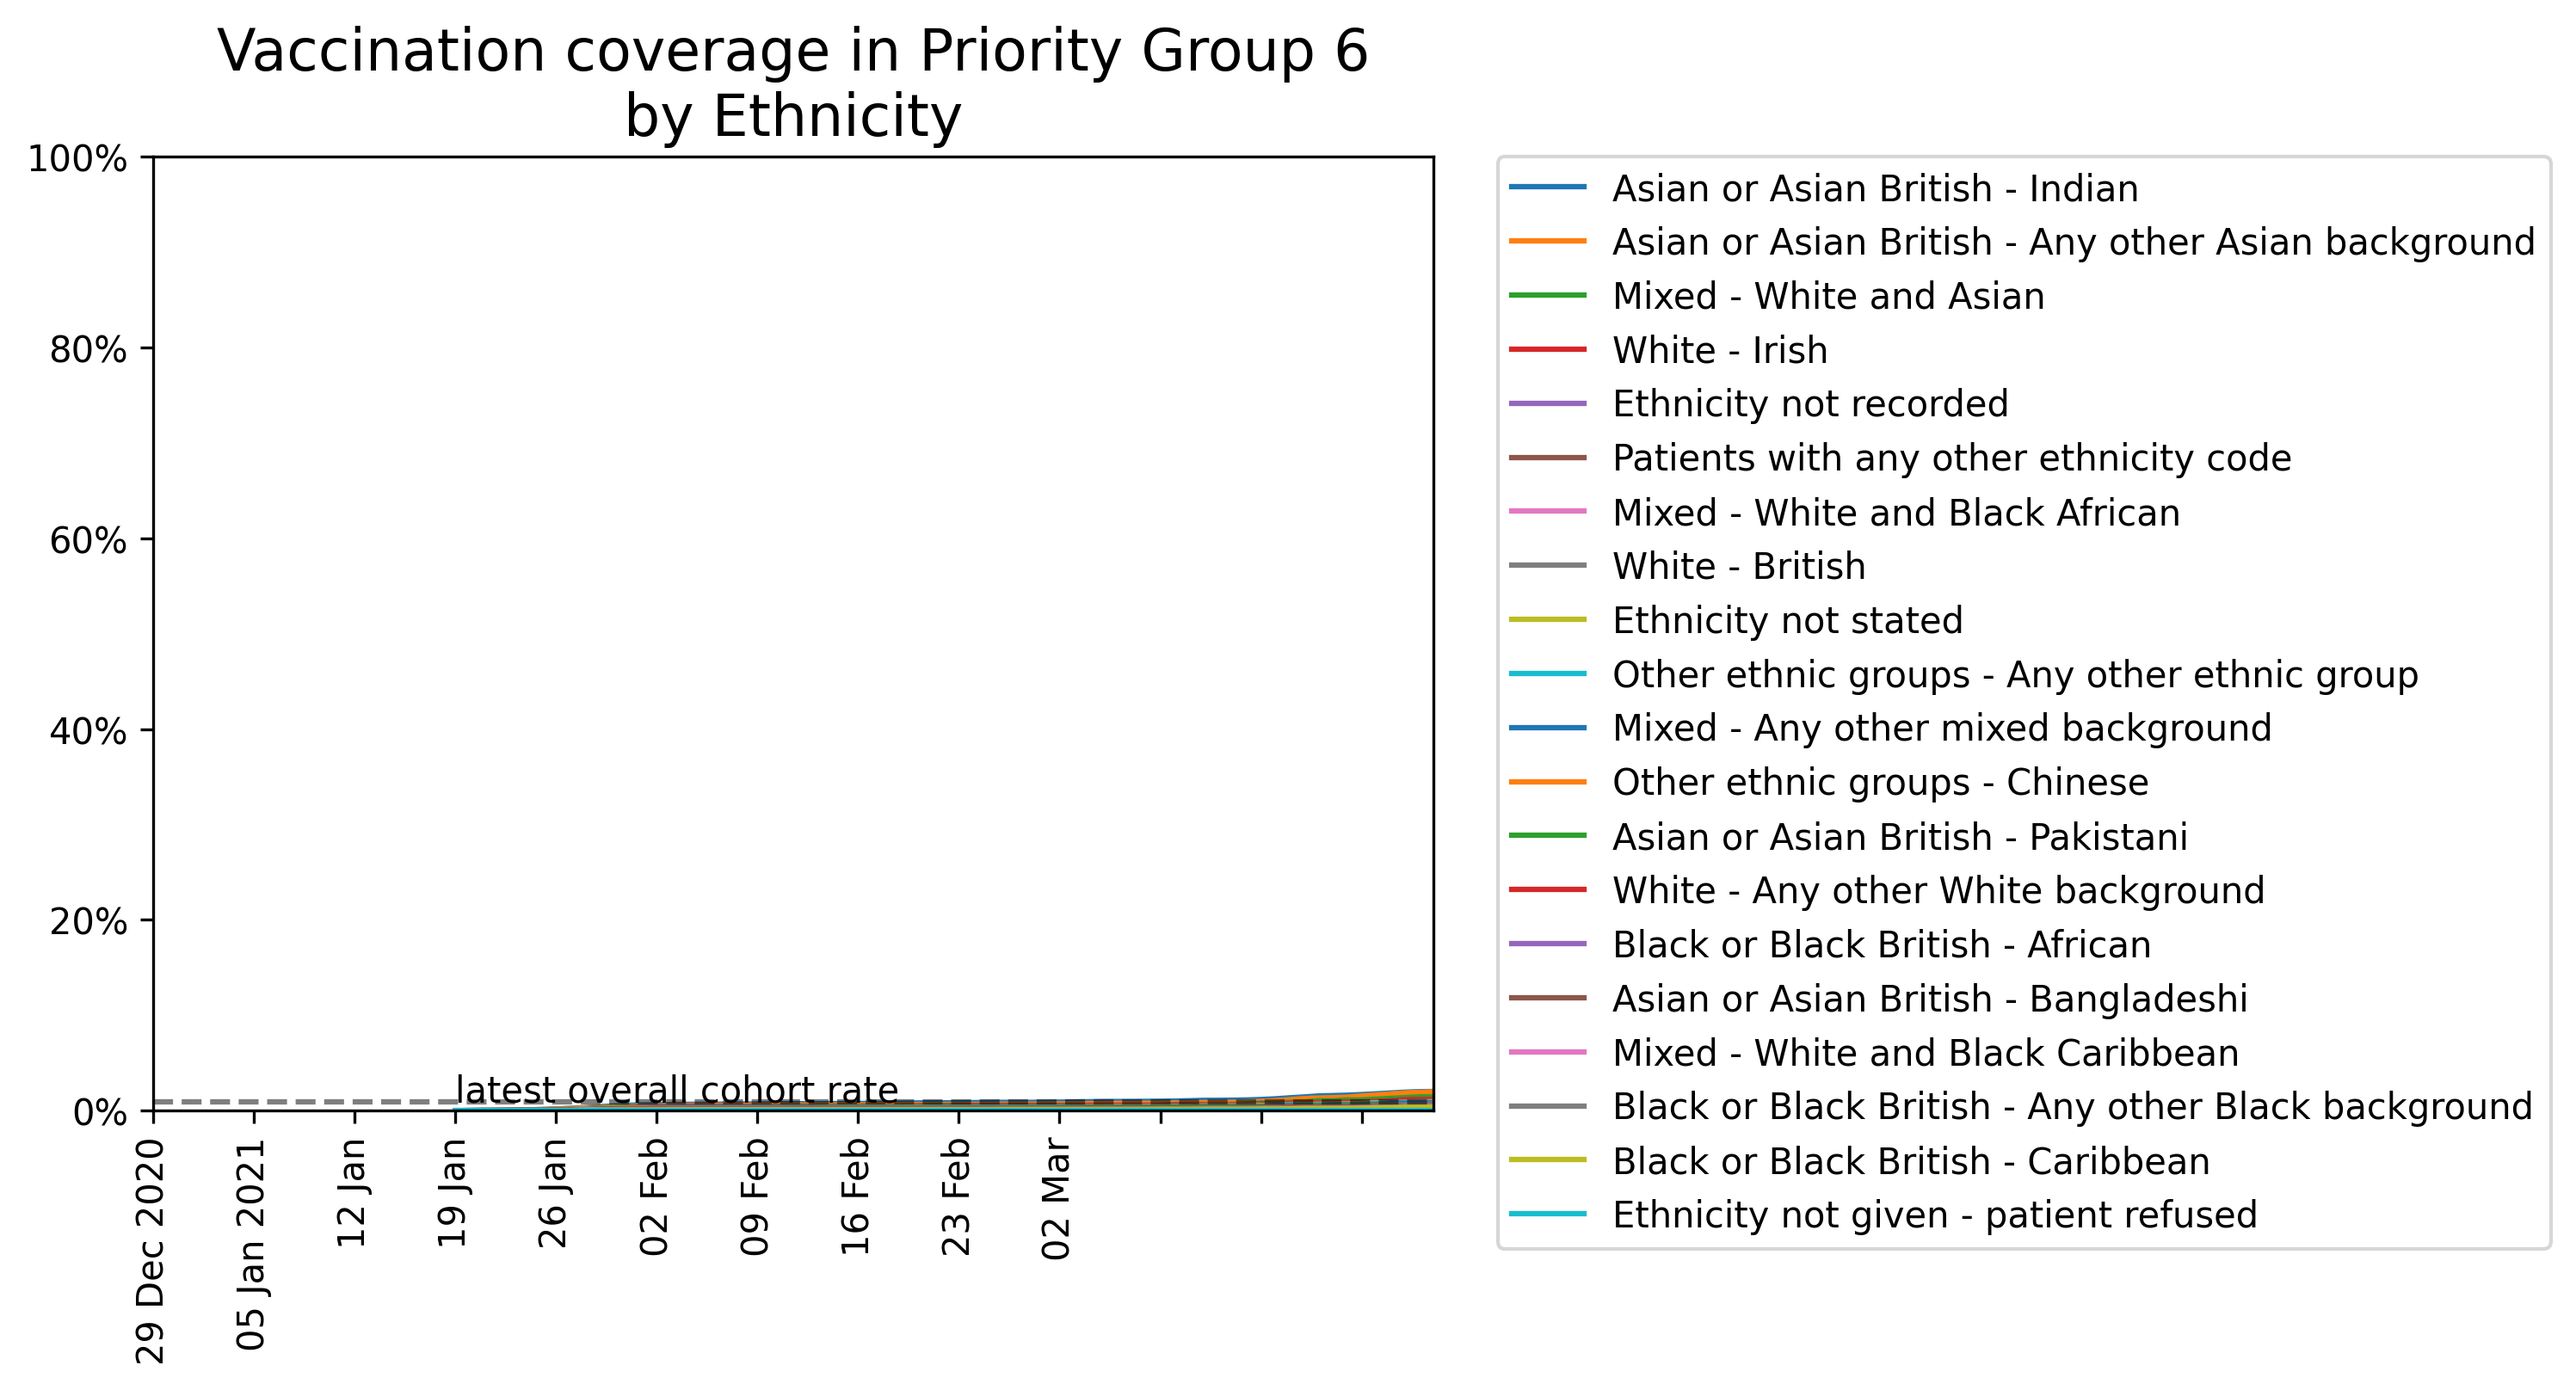 Vaccination coverage in Priority Group 6
by Ethnicity
100%
80%
60%
40%
20%
0%
latest overall cohort rate
29 Dec 2020
05 Jan 2021
12 Jan
19 Jan
26 Jan
02 Feb
09 Feb
16 Feb
23 Feb
02 Mar
Asian or Asian British - Indian
Asian or Asian British - Any other Asian background
Mixed - White and Asian
White - Irish
Ethnicity not recorded
Patients with any other ethnicity code
Mixed - White and Black African
White - British
Ethnicity not stated
Other ethnic groups - Any other ethnic group
Mixed - Any other mixed background
Other ethnic groups - Chinese
Asian or Asian British - Pakistani
White - Any other White background
Black or Black British - African
Asian or Asian British - Bangladeshi
Mixed - White and Black Caribbean
Black or Black British - Any other Black background
Black or Black British - Caribbean
Ethnicity not given - patient refused